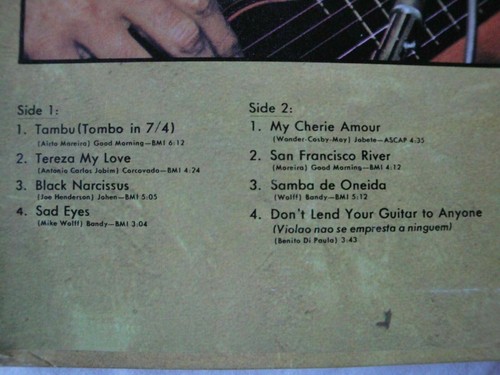 Side 1:
1. Tambu (Tombo in 7/4)
(Airto Moreira) Good Morning—BMI 6:12
2. Tereza My Love
(Antônio Carlos Jobim) Corcovado—BMI 4:24
3. Black Narcissus
(Joe Henderson) Johen—BMI 5:05
4. Sad Eyes
(Mike Wolff) Bandy—BMI 3:04
Side 2:
1. My Cherie Amour
(Wonder-Cosby-Moy) Jobete—ASCAP 4:35
2. San Francisco River
(Moreira) Good Morning—BMI 4:12
3. Samba de Oneida
(Wolff) Bandy—BMI 5:12
4. Don't Lend Your Guitar to Anyone
(Violao nao se empresta a ninguem)
(Benito Di Paula) 3:43